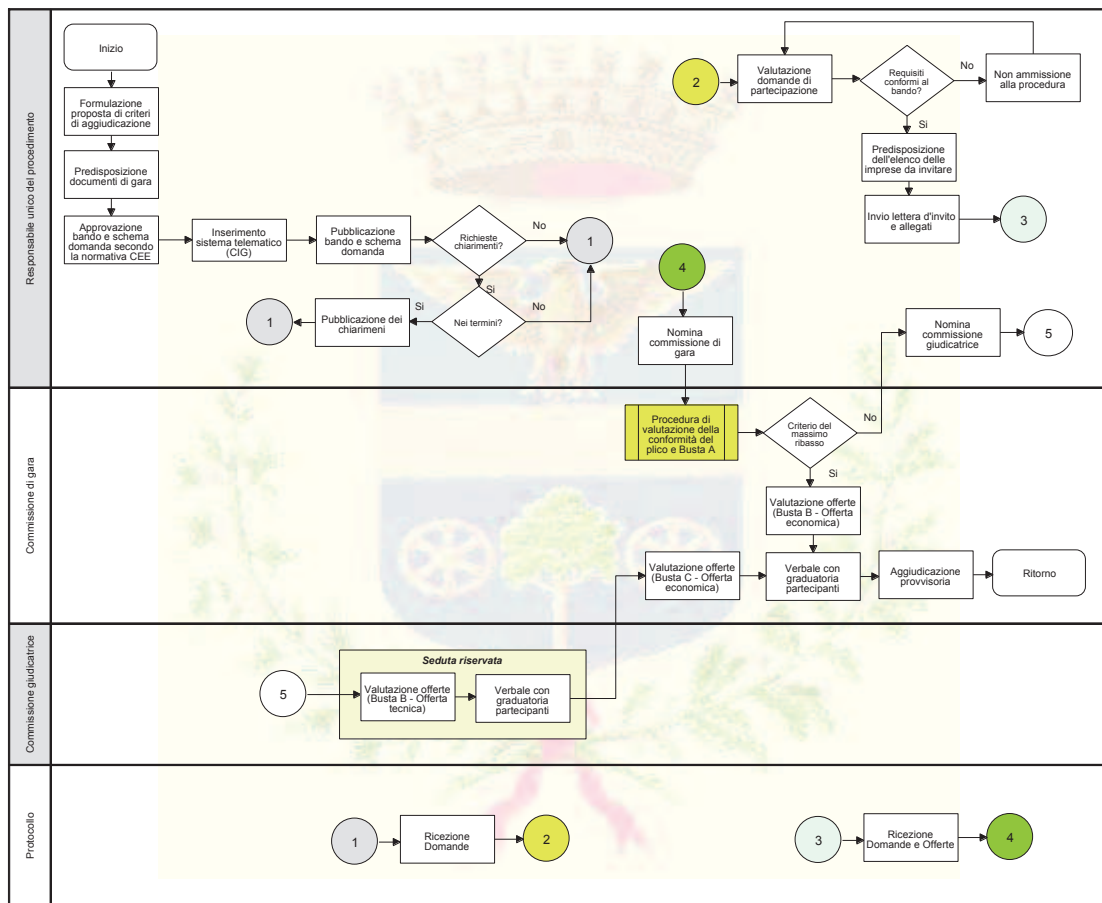 Responsabile unico del procedimento
Inizio
Formulazione
proposta di criteri
di aggiudicazione
Predisposizione
documenti di gara
Approvazione
bando e schema
domanda secondo
la normativa CEE
Inserimento
sistema telematico
(CIG)
Pubblicazione
bando e schema
domanda
Richieste
chiarimenti?
No
1
Si
Nei termini?
No
Si
Pubblicazione dei
chiarimeni
1
2
Valutazione
domande di
partecipazione
Requisiti
conformi al
bando?
No
Non ammissione
alla procedura
Si
Predisposizione
dell'elenco delle
imprese da invitare
Invio lettera d'invito
e allegati
3
4
Nomina
commissione di
gara
Nomina
commissione
giudicatrice
5
Commissione di gara
Procedura di
valutazione della
conformità del
plico e Busta A
Criterio del
massimo
ribasso
No
Si
Valutazione offerte
(Busta B - Offerta
economica)
Valutazione offerte
(Busta C - Offerta
economica)
Verbale con
graduatoria
partecipanti
Aggiudicazione
provvisoria
Ritorno
Commissione giudicatrice
5
Seduta riservata
Valutazione offerte
(Busta B - Offerta
tecnica)
Verbale con
graduatoria
partecipanti
Protocollo
1
Ricezione
Domande
2
3
Ricezione
Domande e Offerte
4